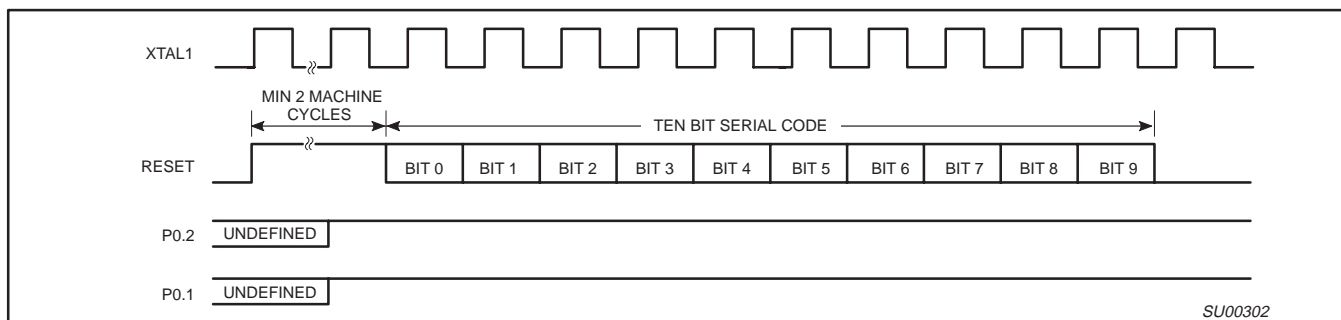 XTAL1
MIN 2 MACHINE
CYCLES
TEN BIT SERIAL CODE
RESET
BIT 0 BIT 1 BIT 2 BIT 3 BIT 4 BIT 5 BIT 6 BIT 7 BIT 8 BIT 9
P0.2 UNDEFINED
P0.1 UNDEFINED
SU00302